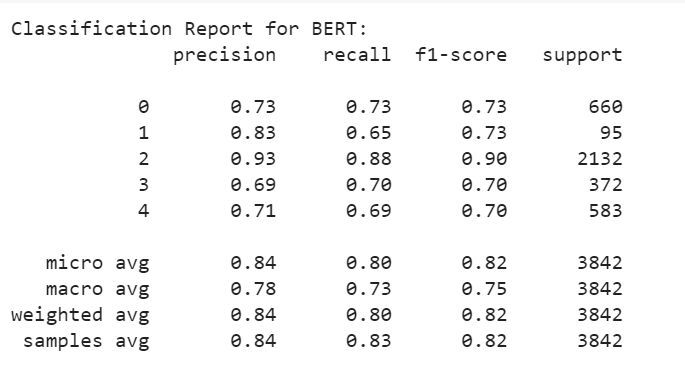 Classification Report for BERT:
precision recall f1-score support
0 0.73 0.73 0.73 660
1 0.83 0.65 0.73 95
2 0.93 0.88 0.90 2132
3 0.69 0.70 0.70 372
4 0.71 0.69 0.70 583
micro avg 0.84 0.80 0.82 3842
macro avg 0.78 0.73 0.75 3842
weighted avg 0.84 0.80 0.82 3842
samples avg 0.84 0.83 0.82 3842